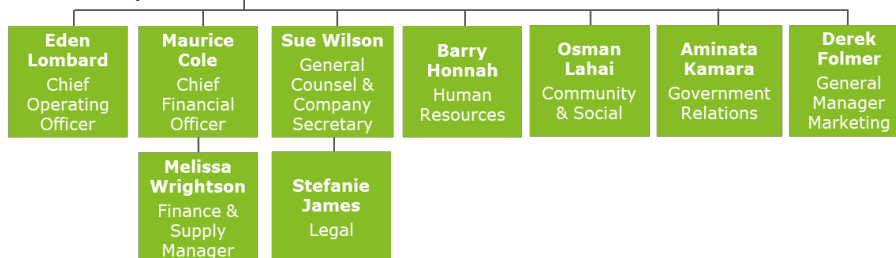 Eden
Lombard
Chief
Operating
Officer
Maurice
Cole
Chief
Financial
Officer
Sue Wilson
General
Counsel &
Company
Secretary
Barry
Honnah
Human
Resources
Osman
Lahai
Community
& Social
Aminata
Kamara
Government
Relations
Derek
Folmer
General
Manager
Marketing
Melissa
Wrightson
Finance &
Supply
Manager
Stefanie
James
Legal